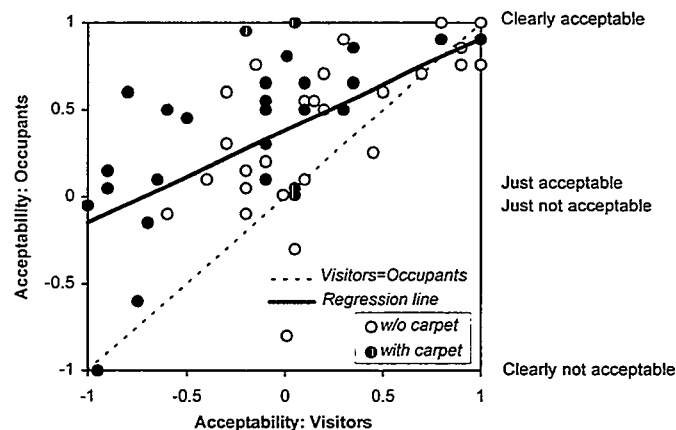 1
0.5
0
-0.5
-1
Acceptability: Occupants
Clearly acceptable
Just acceptable
Just not acceptable
Clearly not acceptable
Visitors=Occupants
Regression line
w/o carpet
with carpet
-1 -0.5 0 0.5 1
Acceptability: Visitors